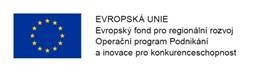 EVROPSKÁ UNIE
Evropský fond pro regionální rozvoj
Operační program Podnikání
a inovace pro konkurenceschopnost